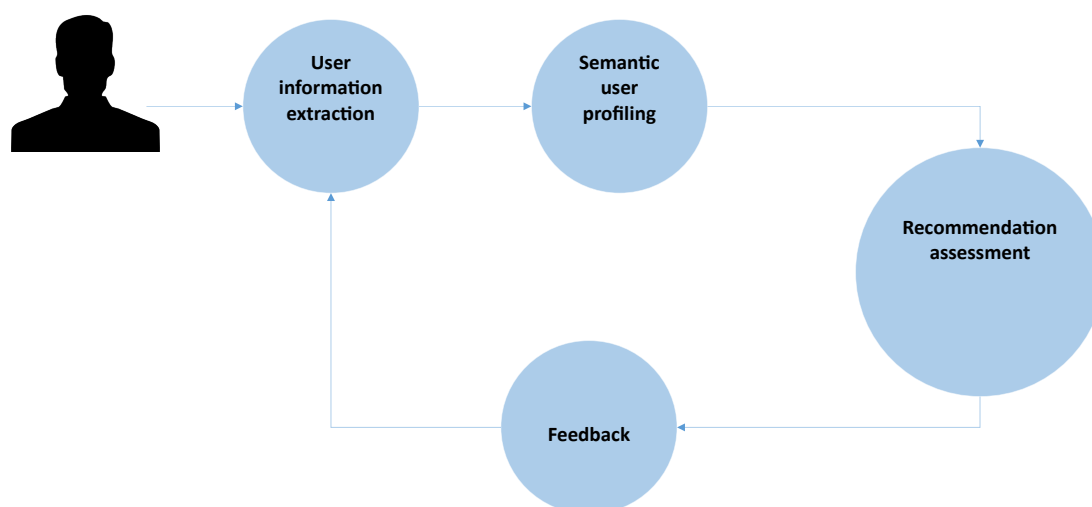 User
information
extraction
Semantic
user
profiling
Recommendation
assessment
Feedback